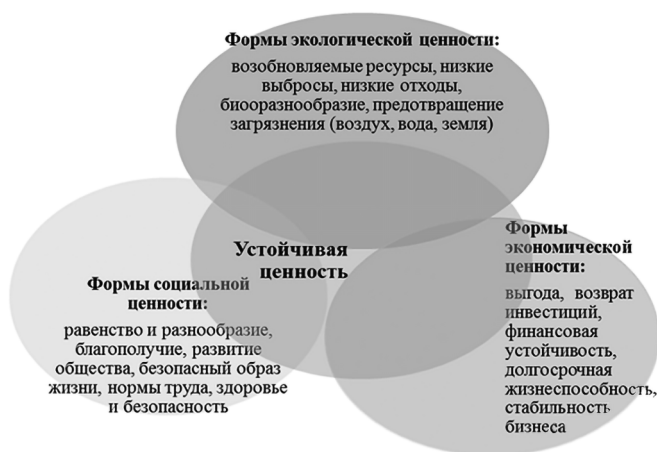 Формы экологической ценности:
возобновляемые ресурсы, низкие
выбросы, низкие отходы,
биооразнообразие, предотвращение
загрязнения (воздух, вода, земля)
Устойчивая
ценность
Формы социальной
ценности:
равенство и разнообразие,
благополучие, развитие
общества, безопасный образ
жизни, нормы труда, здоровье
и безопасность
Формы
экономической
ценности:
выгода, возврат
инвестиций,
финансовая
устойчивость,
долгосрочная
жизнеспособность,
стабильность
бизнеса